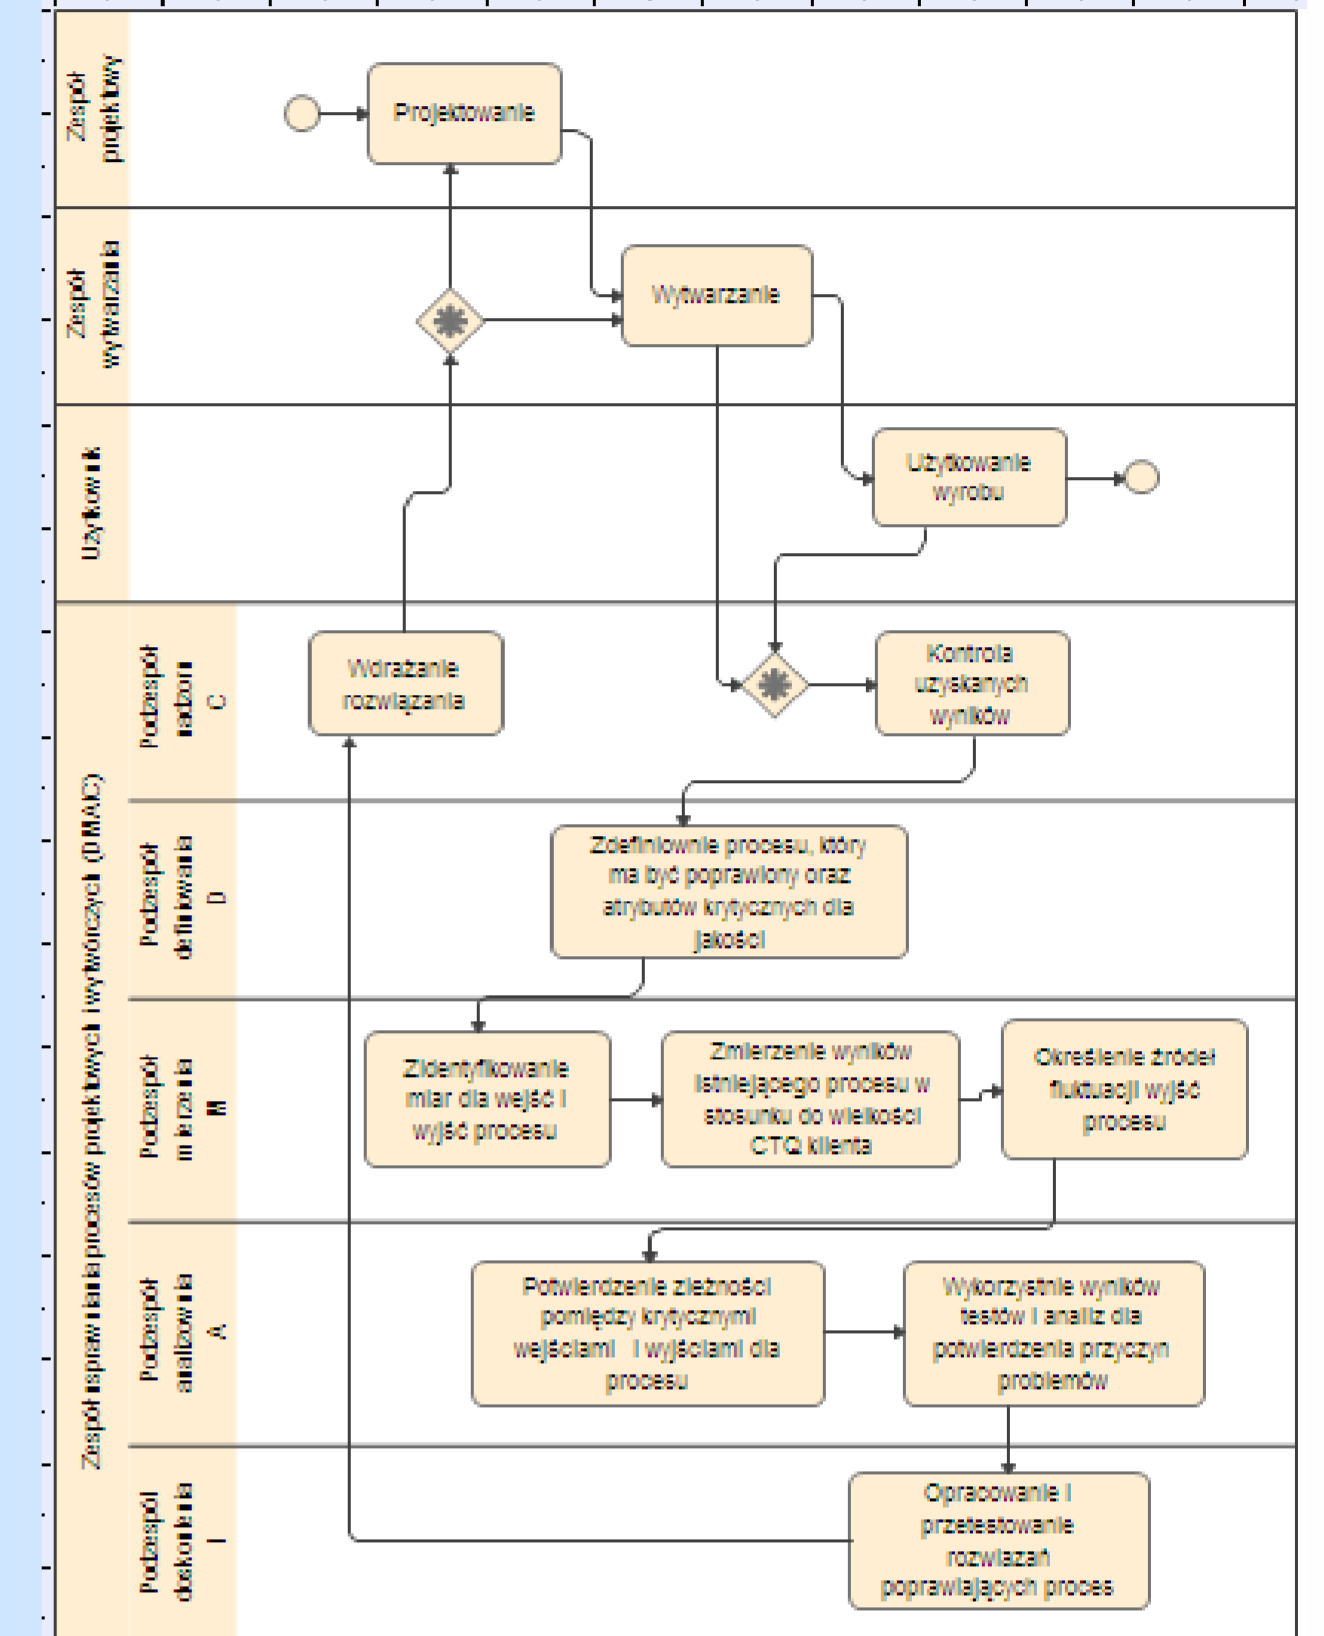 Zespół
projektowy
Projektowanie
Zespół
wytwarzania
Wytwarzanie
Użytkownik
Użytkowanie
wyrobu
Zespół usprawniania procesów projektowych i wytwórczych (DMAIC)
Podzespół
nadzoru
C
Wdrażanie
rozwiązania
Kontrola
uzyskanych
wyników
Podzespół
definiowania
D
Zdefiniownie procesu, który
ma być poprawiony oraz
atrybutów krytycznych dla
jakości
Podzespół
mierzenia
M
Zidentyfikowanie
miar dla wejść i
wyjść procesu
Zmierzenie wyników
istniejącego procesu w
stosunku do wielkości
CTQ klienta
Określenie źródeł
fluktuacji wyjść
procesu
Podzespół
analizownia
A
Potwierdzenie zleżności
pomiędzy krytycznymi
wejściami i wyjściami dla
procesu
Wykorzystnie wyników
testów i analiz dla
potwierdzenia przyczyn
problemów
Podzespół
doskonlenia
I
Opracowanie i
przetestowanie
rozwiazań
poprawiających proces